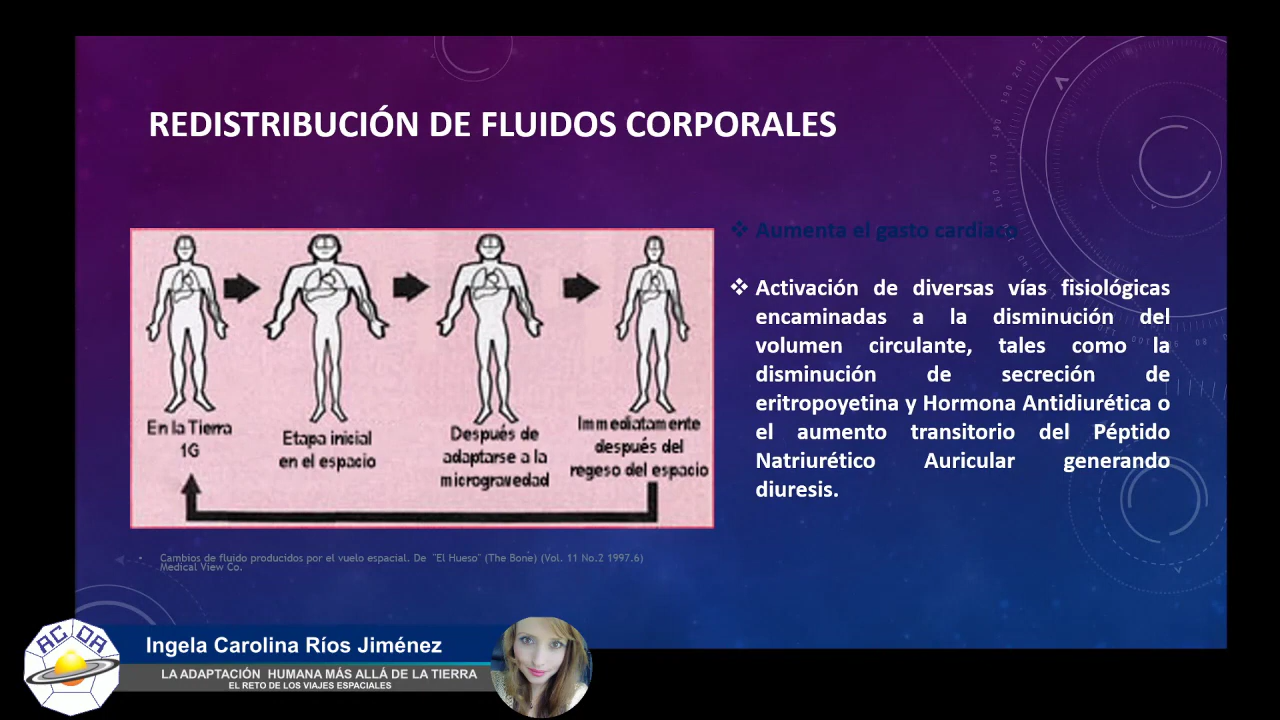 REDISTRIBUCIÓN DE FLUIDOS CORPORALES
En la Tierra
1G
Etapa inicial
en el espacio
Después de
adaptarse a la
microgravedad
Immediatamente
después del
regeso del espacio
Cambios de fluido producidos por el vuelo espacial. De "El Hueso" (The Bone) (Vol. 11 No.2 1997.6)
Medical View Co.
❖ Aumenta el gasto cardiaco
❖ Activación de diversas vías fisiológicas
encaminadas a la disminución del
volumen circulante, tales como la
disminución de secreción de
eritropoyetina y Hormona Antidiurética o
el aumento transitorio del Péptido
Natriurético Auricular generando
diuresis.
ACDA
Ingela Carolina Ríos Jiménez
LA ADAPTACIÓN HUMANA MÁS ALLÁ DE LA TIERRA
EL RETO DE LOS VIAJES ESPACIALES